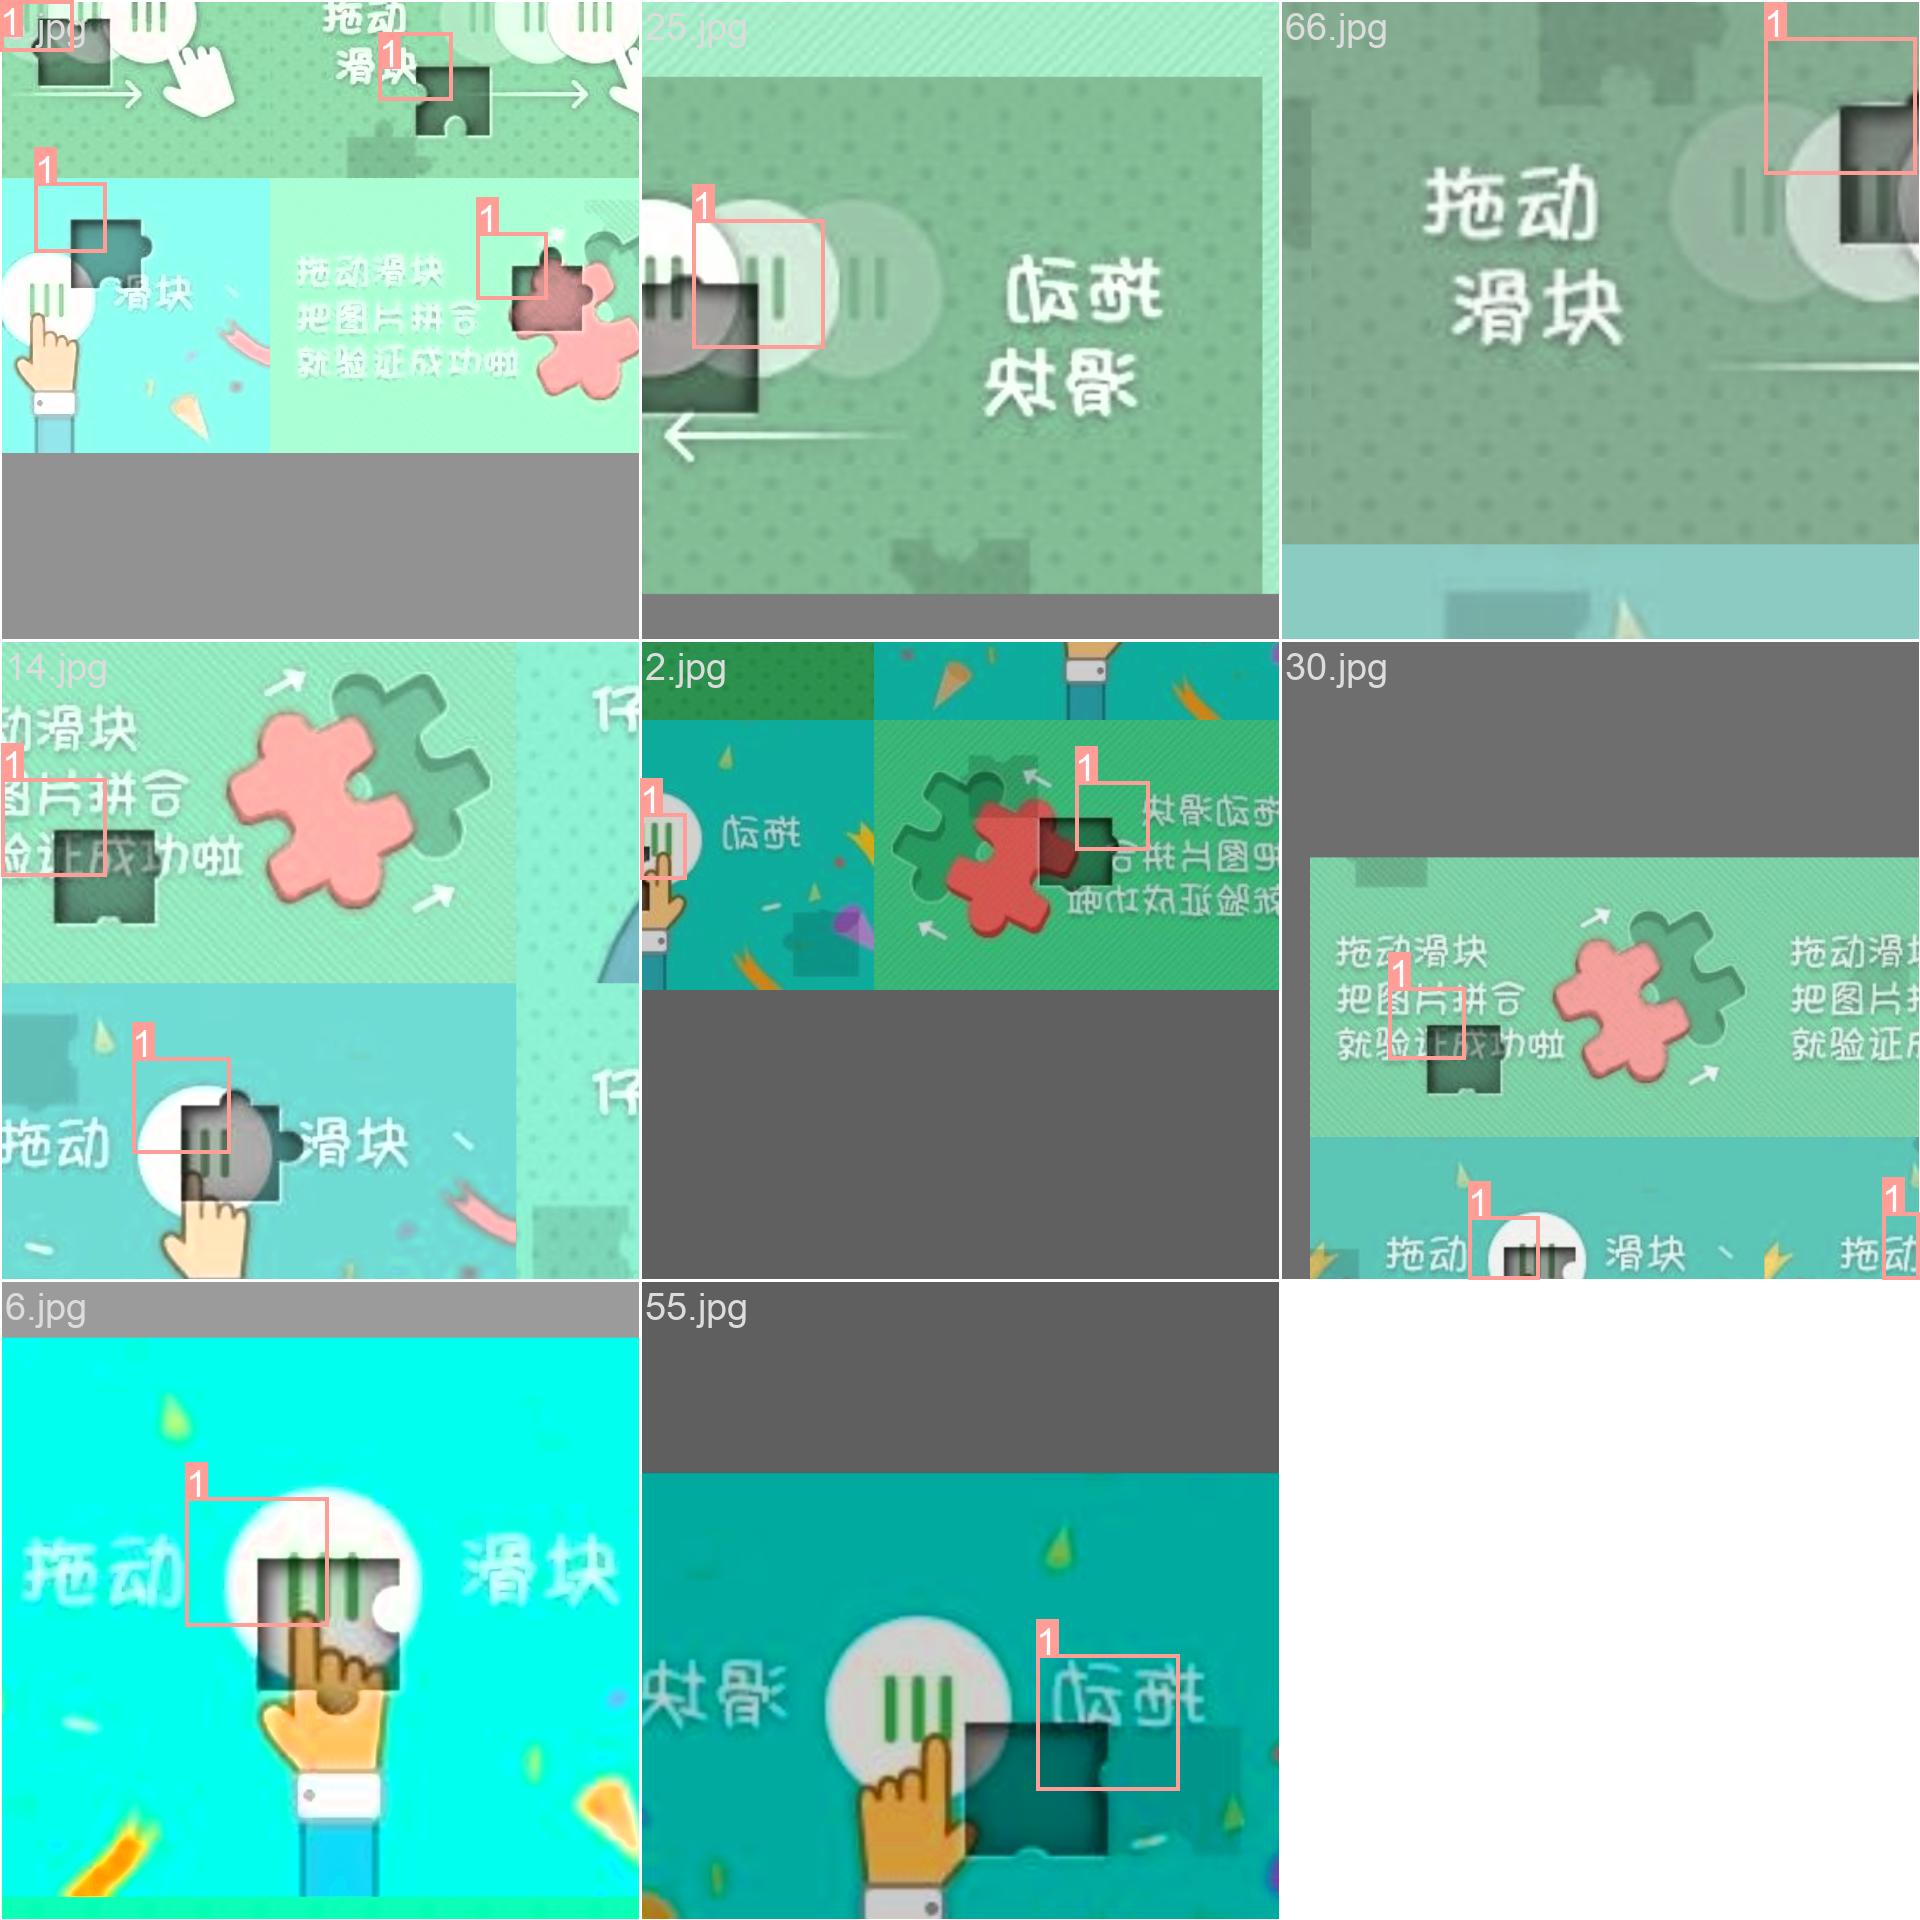 1
jpg
拖动
1
滑块
1
滑块
1
拖动滑块
把图片拼合
就验证成功啦
25.jpg
1
拖动
滑块
66.jpg
1
拖动
滑块
14.jpg
动滑块
1
图片拼合
验证成功啦
仔
1
拖动
滑块
仔
2.jpg
1
拖动
1
拖动滑块
把图片拼合
就验证成功啦
30.jpg
拖动滑块
把图片拼合
就验证成功啦
1
拖动滑块
把图片拼
就验证成
1
拖动
滑块
1
拖动
6.jpg
1
拖动
滑块
55.jpg
1
滑块
拖动